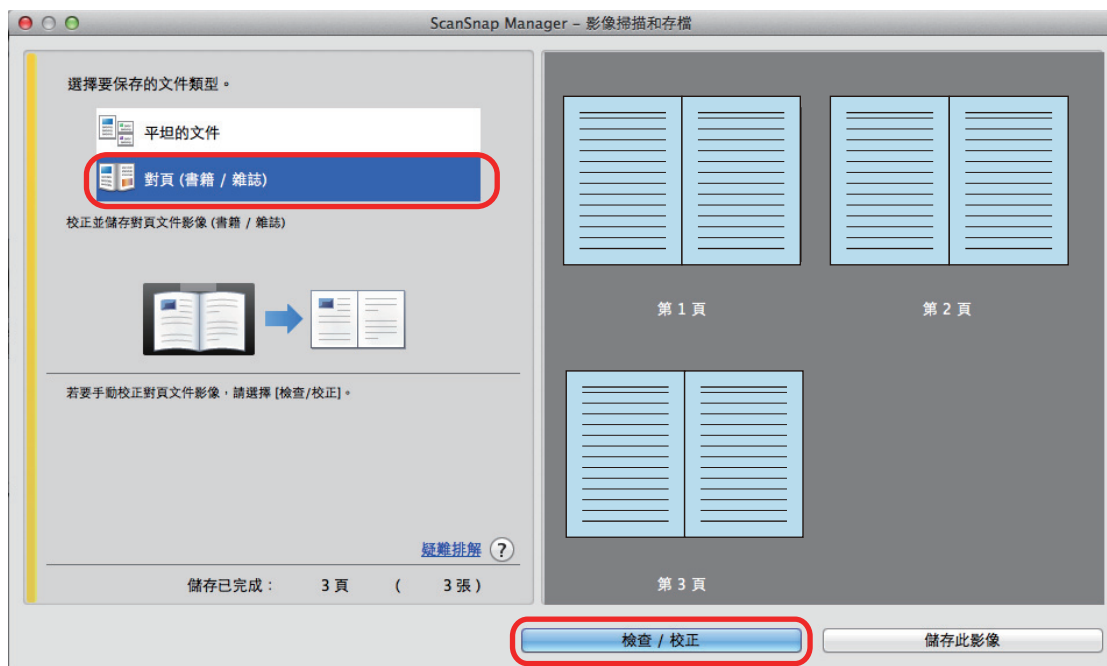 ScanSnap Manager – 影像掃描和存檔
選擇要保存的文件類型。
平坦的文件
對頁 (書籍 / 雜誌)
校正並儲存對頁文件影像 (書籍 / 雜誌)
若要手動校正對頁文件影像，請選擇 [檢查/校正]。
疑難排解 ?
儲存已完成： 3 頁 ( 3 張 )
第 1 頁
第 2 頁
第 3 頁
檢查 / 校正
儲存此影像